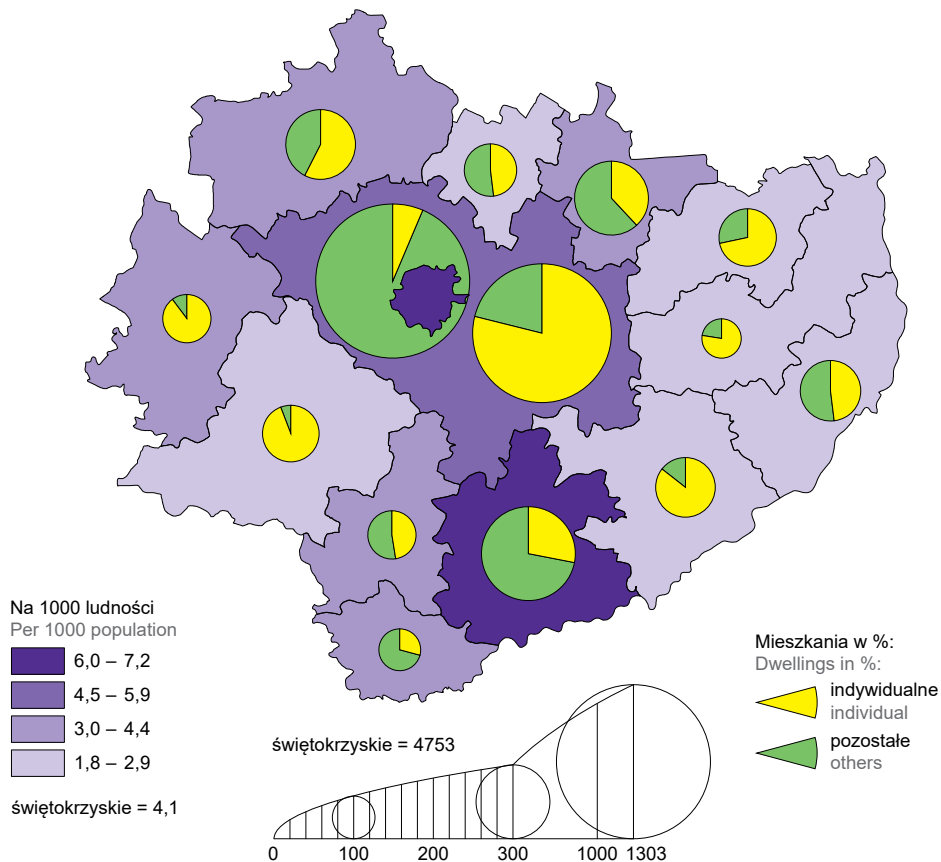 Na 1000 ludności
Per 1000 population
6,0 – 7,2
4,5 – 5,9
3,0 – 4,4
1,8 – 2,9
świętokrzyskie = 4,1
świętokrzyskie = 4753
0 100 200 300 1000 1303
Mieszkania w %:
Dwellings in %:
indywidualne
individual
pozostałe
others